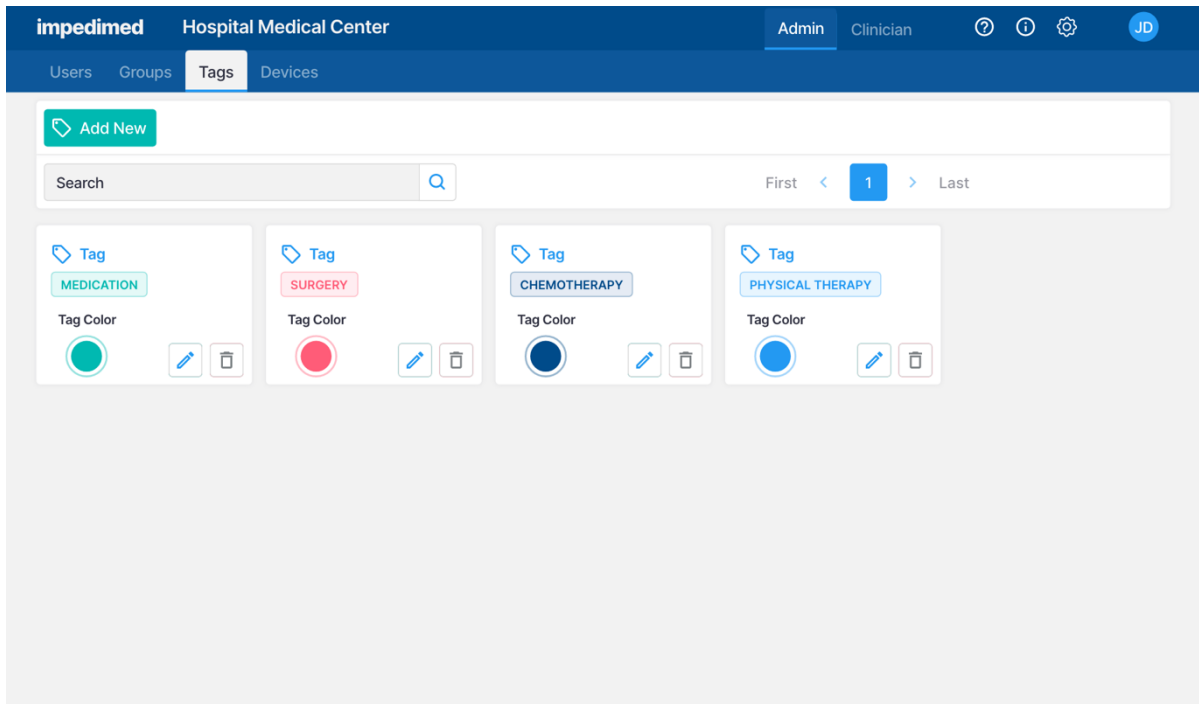 impedimed Hospital Medical Center Admin Clinician JD
Users Groups Tags Devices
Add New
Search First 1 Last
Tag Tag Tag Tag
MEDICATION SURGERY CHEMOTHERAPY PHYSICAL THERAPY
Tag Color Tag Color Tag Color Tag Color